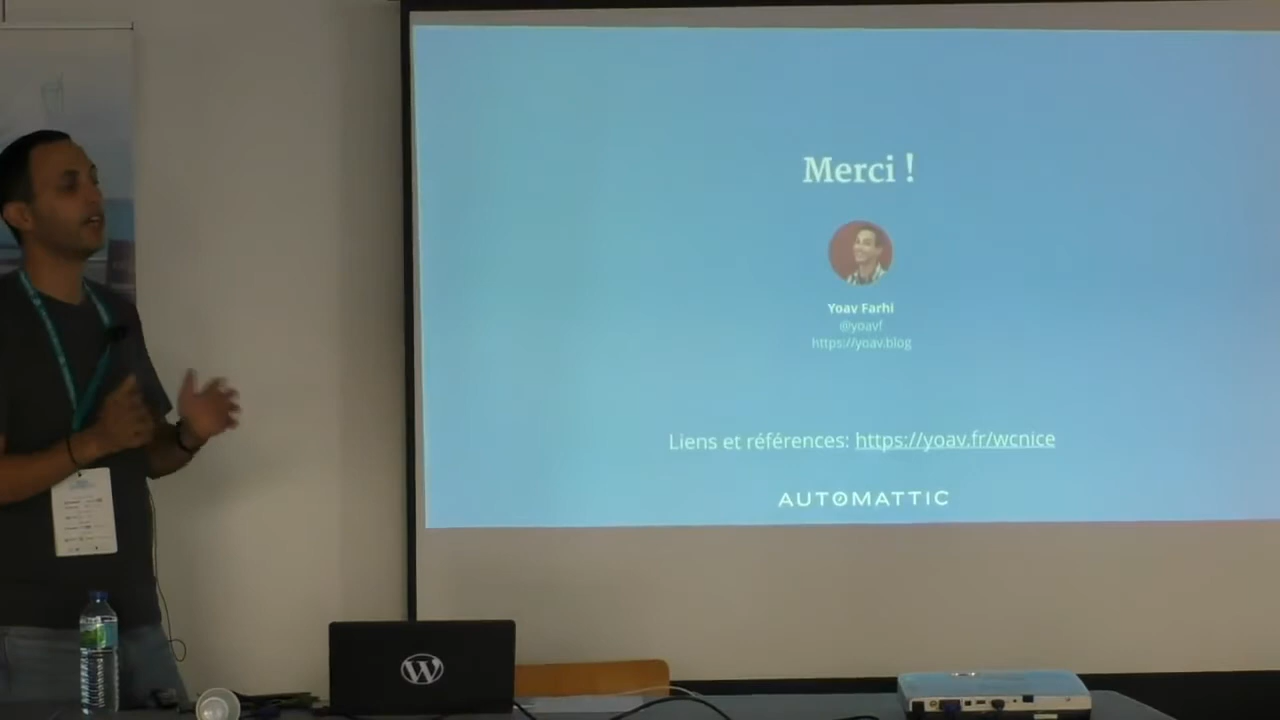 Merci !
Yoav Farhi
@yoavf
https://yoav.blog
Liens et références: https://yoav.fr/wcnice
AUTOMATTIC